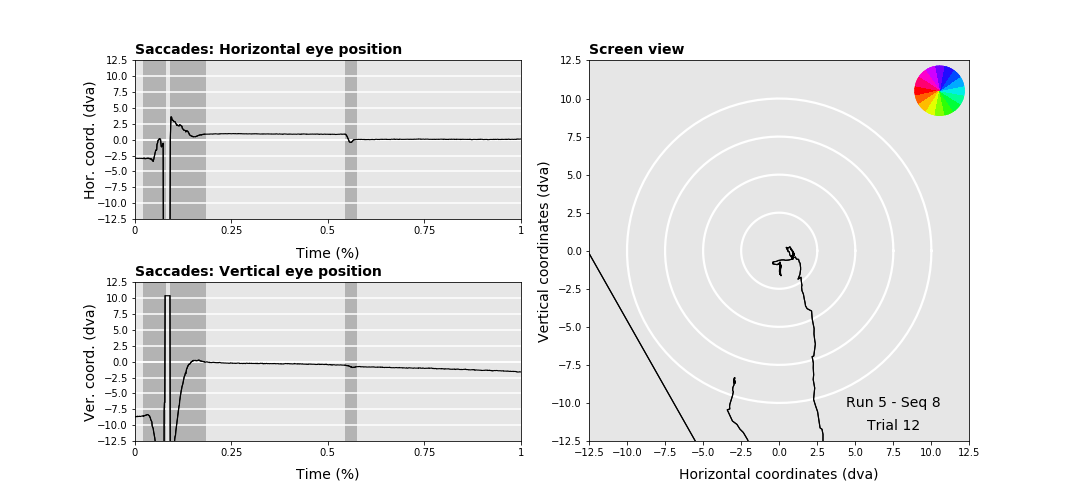 Saccades: Horizontal eye position
12.5
10.0
7.5
5.0
2.5
0.0
−2.5
−5.0
−7.5
−10.0
−12.5
Hor. coord. (dva)
0 0.25 0.5 0.75 1
Time (%)
Saccades: Vertical eye position
12.5
10.0
7.5
5.0
2.5
0.0
−2.5
−5.0
−7.5
−10.0
−12.5
Ver. coord. (dva)
0 0.25 0.5 0.75 1
Time (%)
Screen view
12.5
10.0
7.5
5.0
2.5
0.0
−2.5
−5.0
−7.5
−10.0
−12.5
Vertical coordinates (dva)
Run 5 - Seq 8
Trial 12
−12.5 −10.0 −7.5 −5.0 −2.5 0.0 2.5 5.0 7.5 10.0 12.5
Horizontal coordinates (dva)